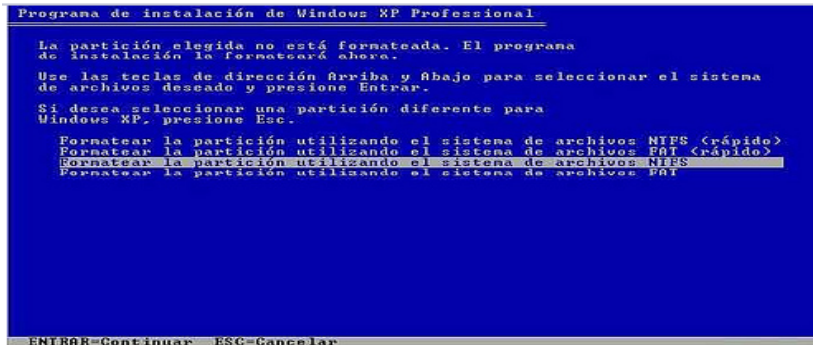 Programa de instalación de Windows XP Professional
La partición elegida no está formateada. El programa
de instalación la formateará ahora.
Use las teclas de dirección Arriba y Abajo para seleccionar el sistema
de archivos deseado y presione Entrar.
Si desea seleccionar una partición diferente para
Windows XP, presione Esc.
Formatear la partición utilizando el sistema de archivos NTFS <rápido>
Formatear la partición utilizando el sistema de archivos FAT <rápido>
Formatear la partición utilizando el sistema de archivos NTFS
Formatear la partición utilizando el sistema de archivos FAT
ENTRAR=Continuar ESC=Cancelar